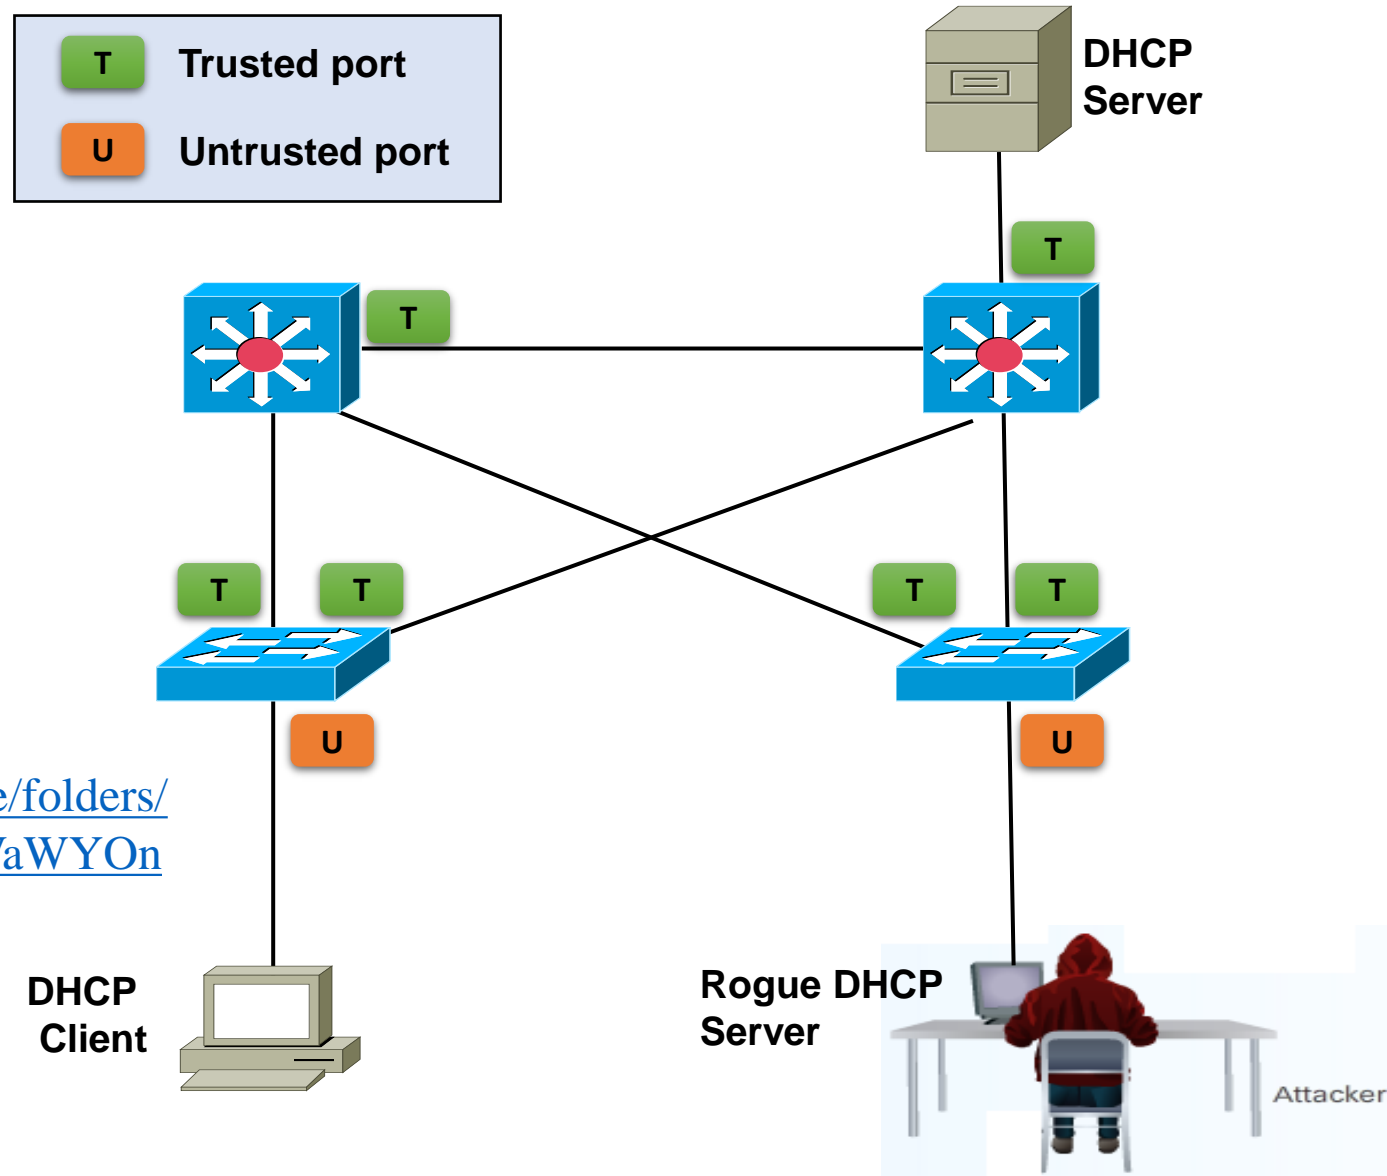 T Trusted port
U Untrusted port
DHCP
Server
T
T
T T
T T
U
U
e/folders/
aWYOn
DHCP
Client
Rogue DHCP
Server
Attacker